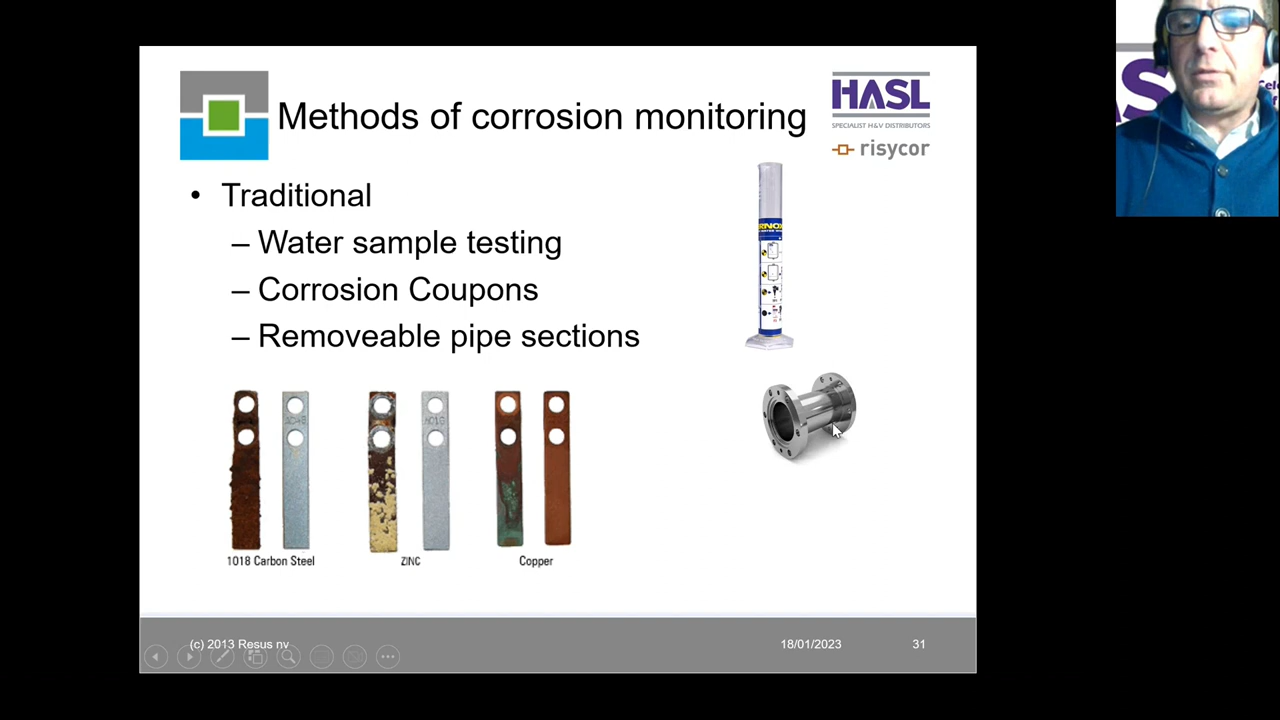 Methods of corrosion monitoring
HASL
SPECIALIST H&V DISTRIBUTORS
risycor
• Traditional
– Water sample testing
– Corrosion Coupons
– Removeable pipe sections
1018 Carbon Steel
ZINC
Copper
(c) 2013 Resus nv
18/01/2023
31